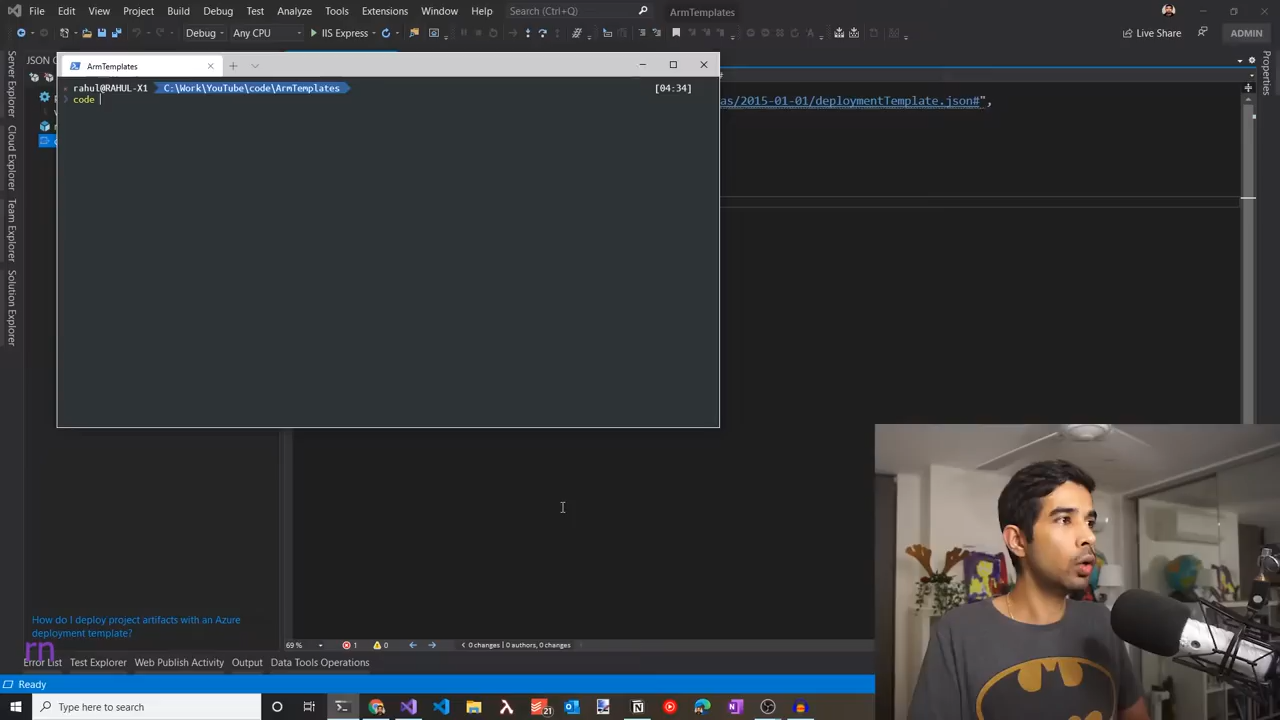 File Edit View Project Build Debug Test Analyze Tools Extensions Window Help Search (Ctrl+Q) ArmTemplates
Debug Any CPU IIS Express Live Share ADMIN
JSON
ArmTemplates
rahul@RAHUL-X1 C:\Work\YouTube\code\ArmTemplates [04:34]
code
as/2015-01-01/deploymentTemplate.json#",
Server Explorer
Cloud Explorer
Team Explorer
Solution Explorer
Properties
How do I deploy project artifacts with an Azure
deployment template?
69 % 1 0 0 changes | 0 authors, 0 changes
rn
Error List Test Explorer Web Publish Activity Output Data Tools Operations
Ready
Type here to search
21